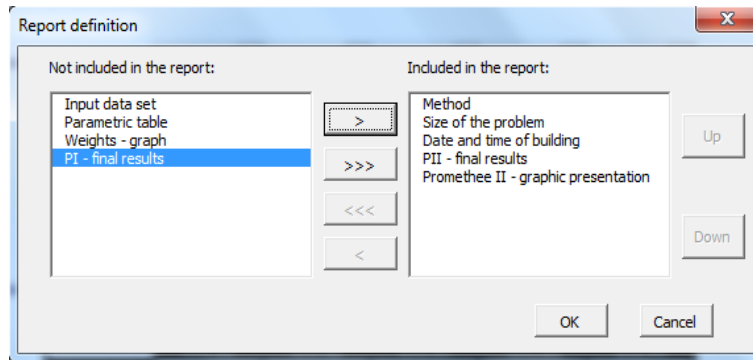 Report definition
x
Not included in the report:
Included in the report:
Input data set
Parametric table
Weights - graph
PI - final results
>
>>>
<<<
<
Method
Size of the problem
Date and time of building
PII - final results
Promethee II - graphic presentation
Up
Down
OK
Cancel